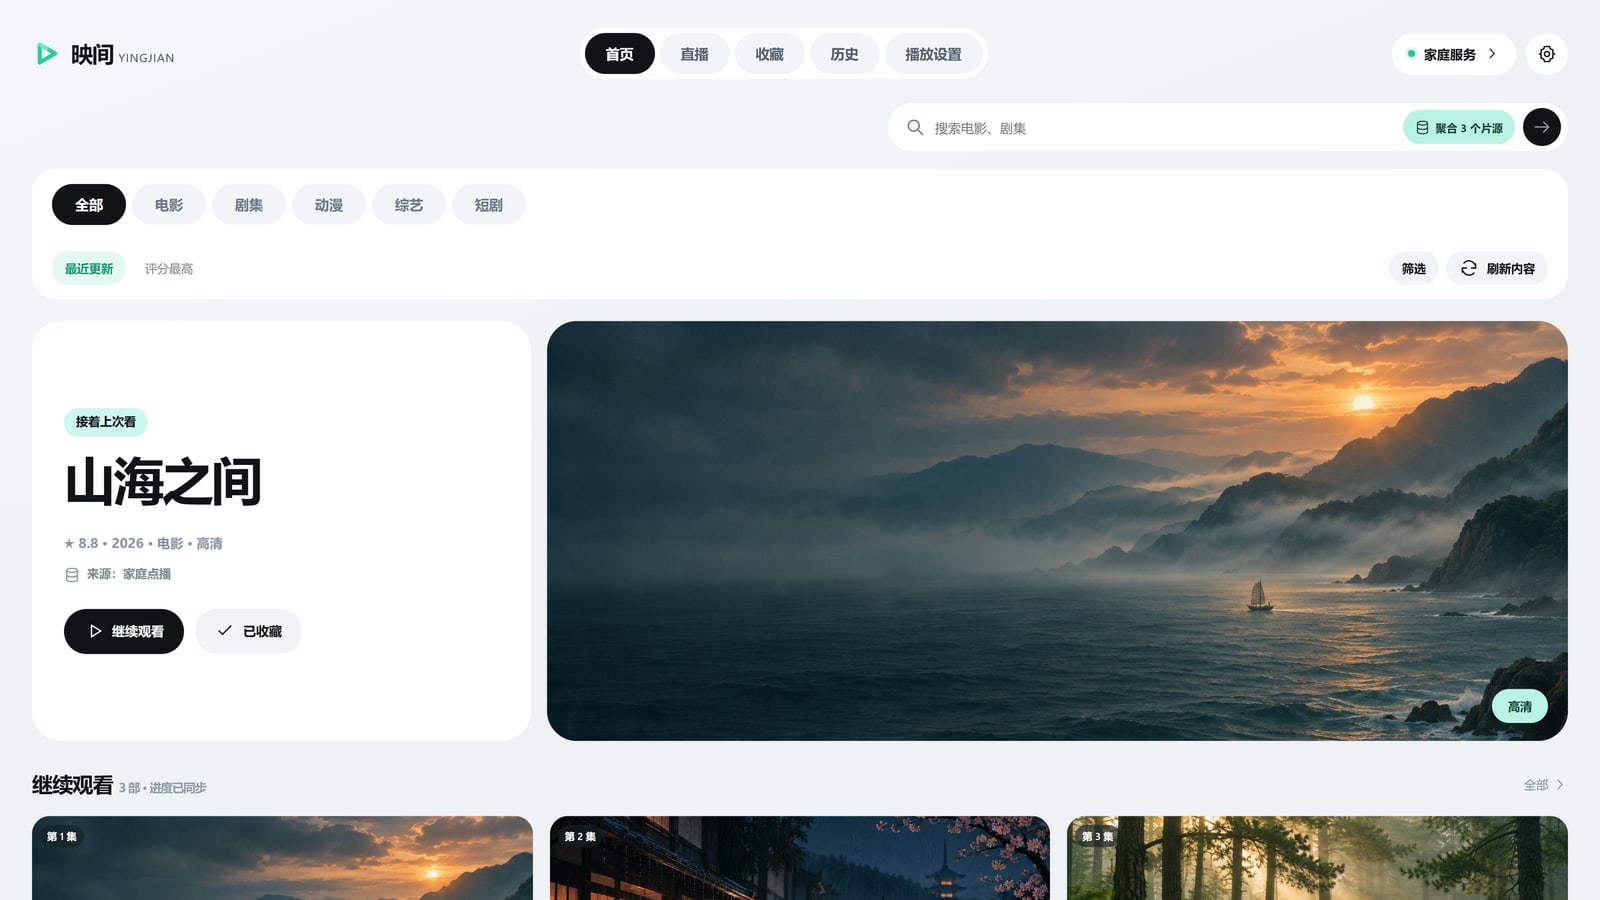 映间 YINGJIAN
首页
直播
收藏
历史
播放设置
家庭服务
搜索电影、剧集
聚合 3 个片源
全部
电影
剧集
动漫
综艺
短剧
最近更新
评分最高
筛选
刷新内容
接着上次看
山海之间
★ 8.8 • 2026 • 电影 • 高清
来源：家庭点播
继续观看
已收藏
高清
继续观看 3 部 • 进度已同步
全部
第 1 集
第 2 集
第 3 集